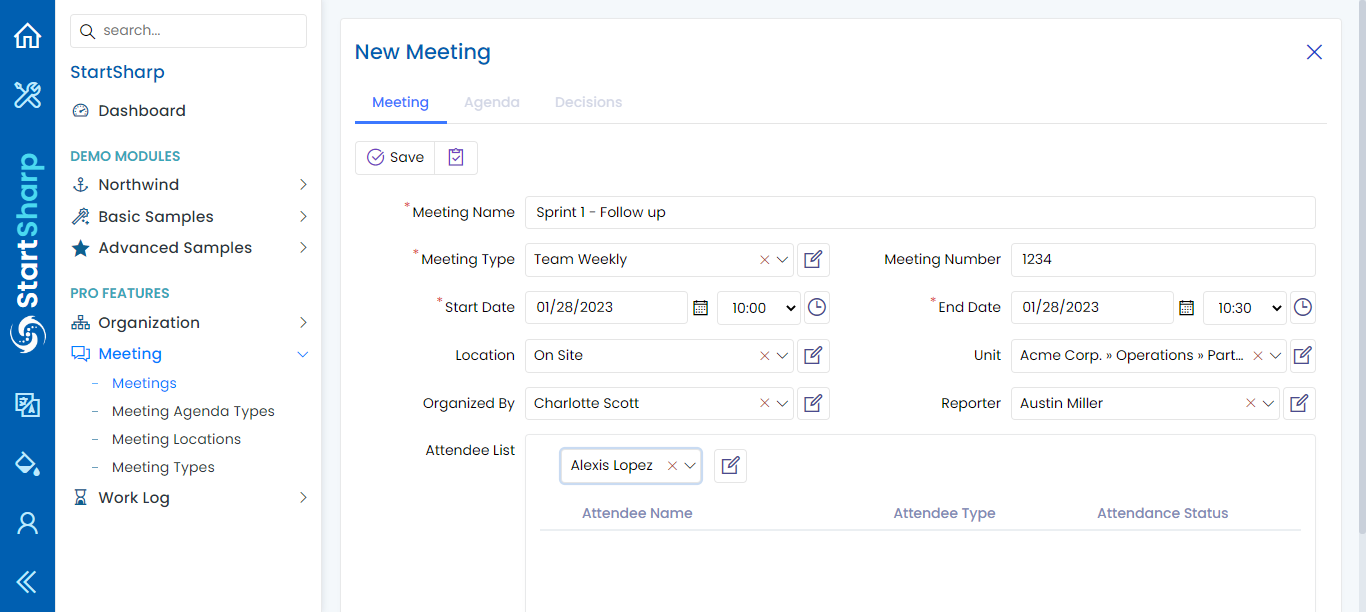 StartSharp
search...
StartSharp
Dashboard
DEMO MODULES
Northwind
Basic Samples
Advanced Samples
PRO FEATURES
Organization
Meeting
– Meetings
– Meeting Agenda Types
– Meeting Locations
– Meeting Types
Work Log
New Meeting
Meeting Agenda Decisions
Save
*Meeting Name Sprint 1 - Follow up
*Meeting Type Team Weekly Meeting Number 1234
*Start Date 01/28/2023 10:00 *End Date 01/28/2023 10:30
Location On Site Unit Acme Corp. » Operations » Part...
Organized By Charlotte Scott Reporter Austin Miller
Attendee List Alexis Lopez
Attendee Name Attendee Type Attendance Status